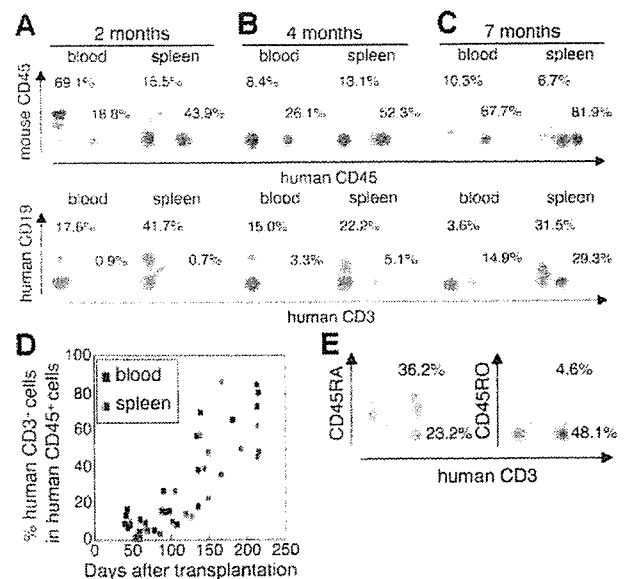 A B C
2 months 4 months 7 months
blood spleen blood spleen blood spleen
mouse CD45
69.1% 15.5% 8.4% 13.1% 10.3% 6.7%
18.8% 43.9% 26.1% 52.3% 67.7% 81.9%
human CD45
blood spleen blood spleen blood spleen
human CD19
17.6% 41.7% 15.0% 22.2% 3.6% 31.5%
0.9% 0.7% 3.3% 5.1% 14.9% 29.3%
human CD3
D
% human CD3+ cells
in human CD45+ cells
100
80
60
40
20
0
blood
spleen
0 50 100 150 200 250
Days after transplantation
E
CD45RA
36.2%
23.2%
CD45RO
4.6%
48.1%
human CD3